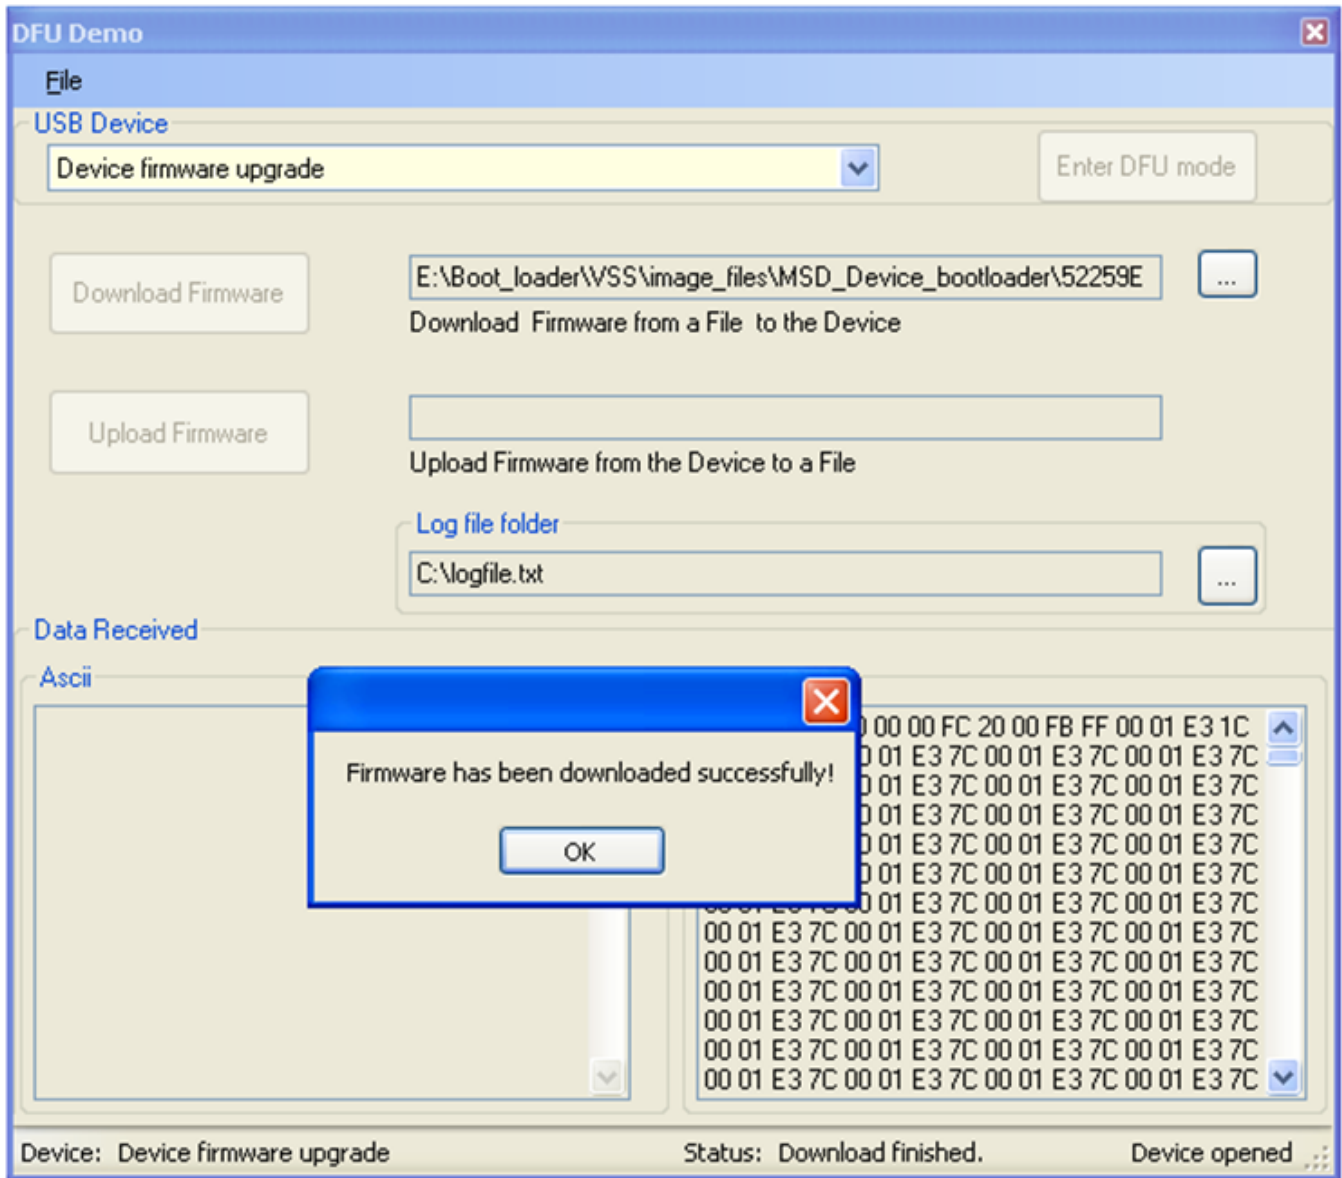 DFU Demo
File
USB Device
Device firmware upgrade
Enter DFU mode
Download Firmware
E:\Boot_loader\VSS\image_files\MSD_Device_bootloader\52259E
...
Download  Firmware from a File  to the Device
Upload Firmware
Upload Firmware from the Device to a File
Log file folder
C:\logfile.txt
...
Data Received
Ascii
00 00 FC 20 00 FB FF 00 01 E3 1C
01 E3 7C 00 01 E3 7C 00 01 E3 7C
01 E3 7C 00 01 E3 7C 00 01 E3 7C
01 E3 7C 00 01 E3 7C 00 01 E3 7C
01 E3 7C 00 01 E3 7C 00 01 E3 7C
01 E3 7C 00 01 E3 7C 00 01 E3 7C
00 01 E3 7C 00 01 E3 7C 00 01 E3 7C
00 01 E3 7C 00 01 E3 7C 00 01 E3 7C 00 01 E3 7C
00 01 E3 7C 00 01 E3 7C 00 01 E3 7C 00 01 E3 7C
00 01 E3 7C 00 01 E3 7C 00 01 E3 7C 00 01 E3 7C
00 01 E3 7C 00 01 E3 7C 00 01 E3 7C 00 01 E3 7C
00 01 E3 7C 00 01 E3 7C 00 01 E3 7C 00 01 E3 7C
00 01 E3 7C 00 01 E3 7C 00 01 E3 7C 00 01 E3 7C
Firmware has been downloaded successfully!
OK
Device:  Device firmware upgrade
Status:  Download finished.
Device opened